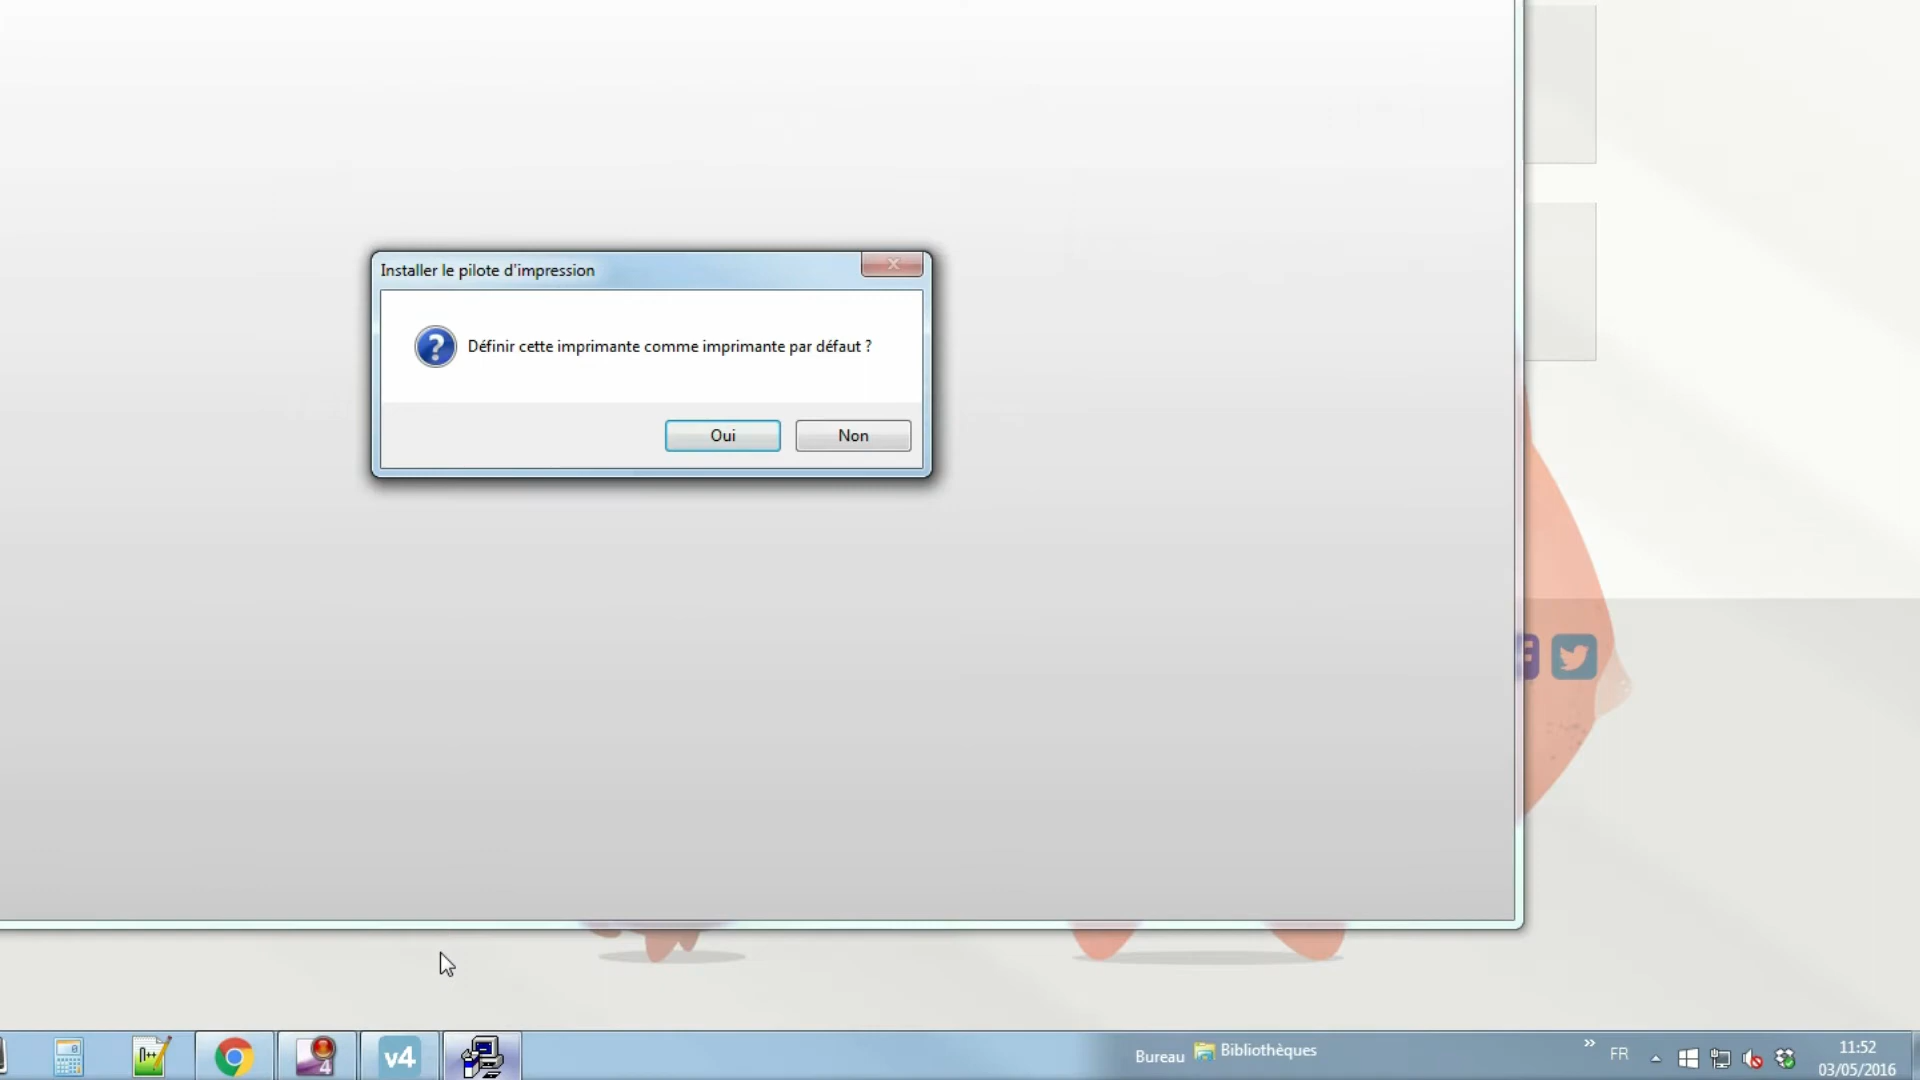 Installer le pilote d'impression
Définir cette imprimante comme imprimante par défaut ?
Oui
Non
n++
4
v4
Bureau
Bibliothèques
»
FR
11:52
03/05/2016